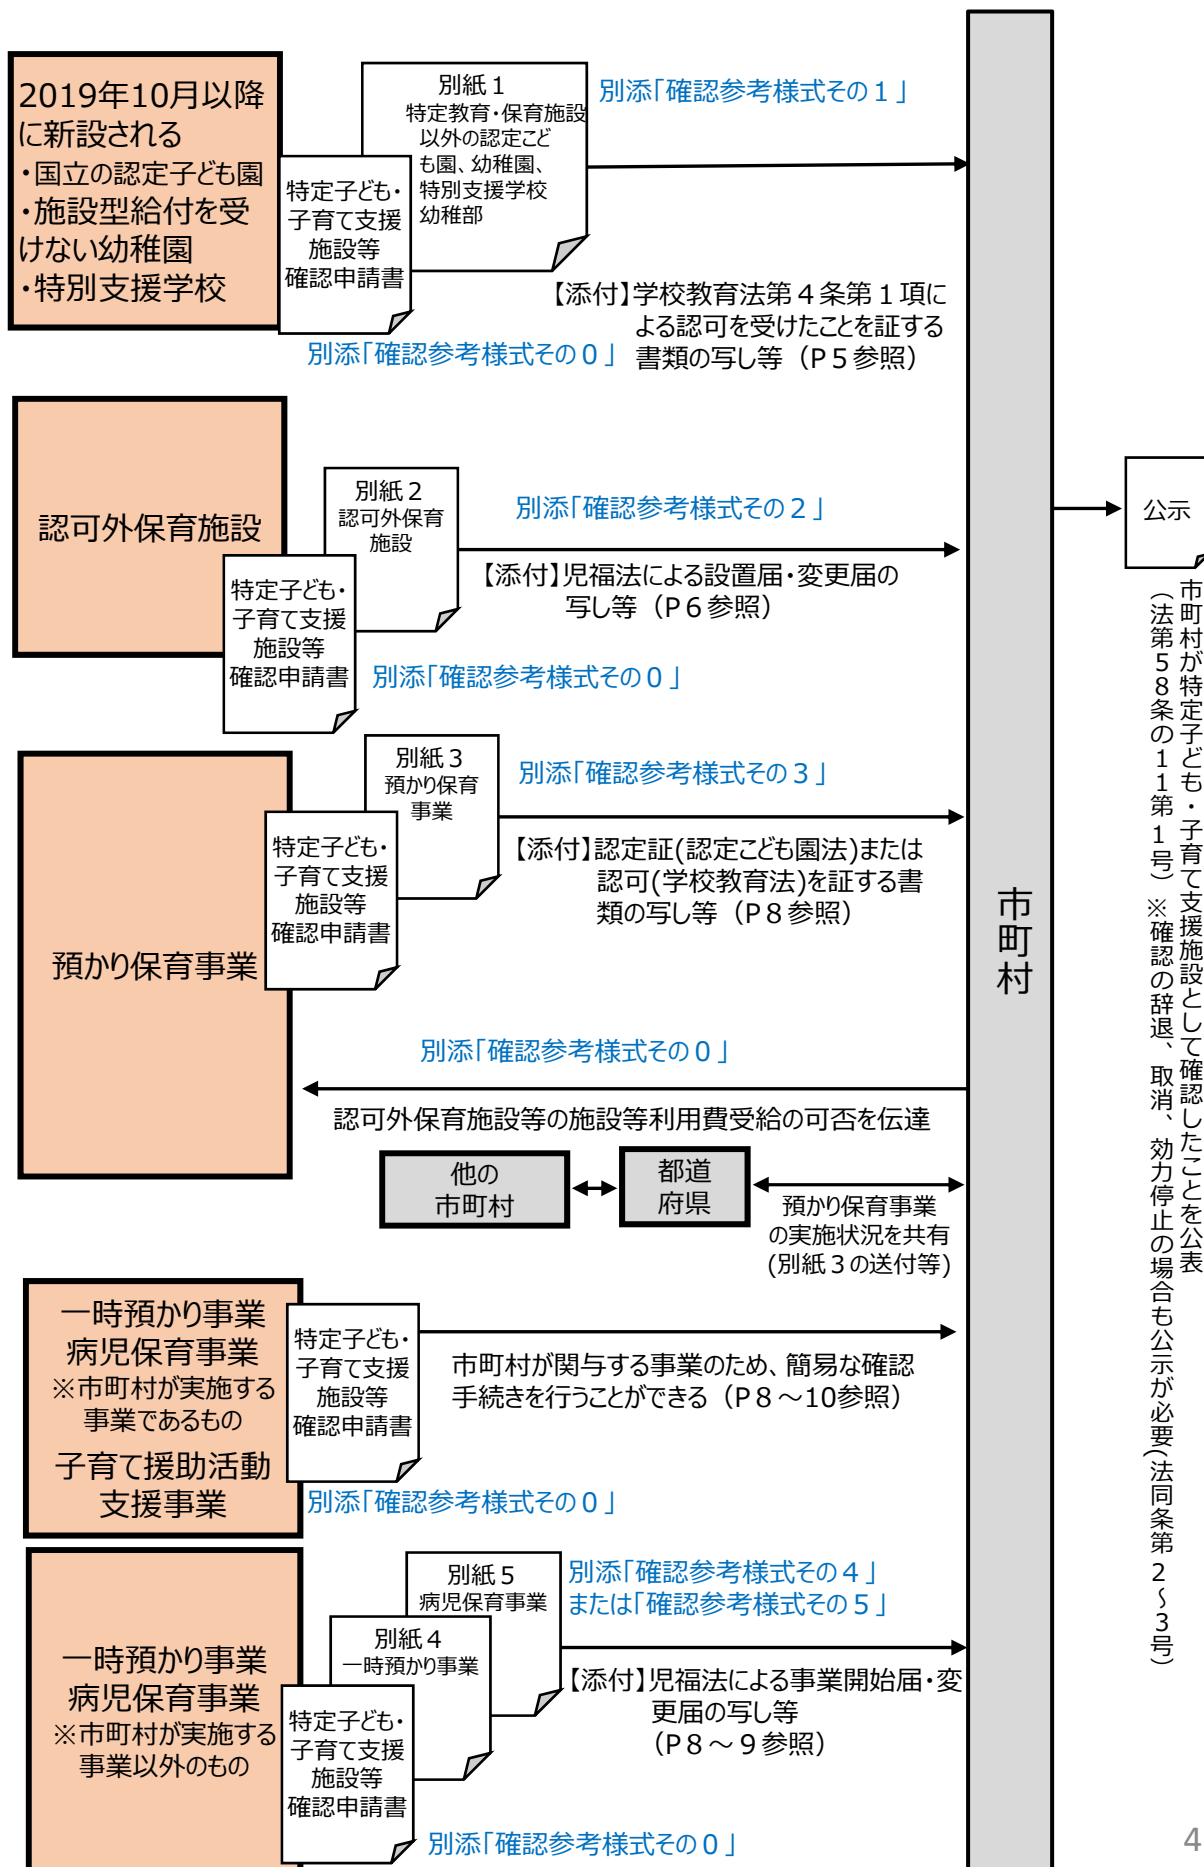 2019年10月以降
に新設される
・国立の認定子ども園
・施設型給付を受
けない幼稚園
・特別支援学校
別紙１
特定教育・保育施設
以外の認定こど
も園、幼稚園、
特別支援学校
幼稚部
特定子ども・
子育て支援
施設等
確認申請書
別添「確認参考様式その１」
【添付】学校教育法第４条第１項に
よる認可を受けたことを証する
書類の写し等（P５参照）
別添「確認参考様式その０」
認可外保育施設
別紙２
認可外保育
施設
特定子ども・
子育て支援
施設等
確認申請書
別添「確認参考様式その２」
【添付】児福法による設置届・変更届の
写し等（P６参照）
別添「確認参考様式その０」
預かり保育事業
別紙３
預かり保育
事業
特定子ども・
子育て支援
施設等
確認申請書
別添「確認参考様式その３」
【添付】認定証(認定こども園法)または
認可(学校教育法)を証する書
類の写し等（P８参照）
別添「確認参考様式その０」
認可外保育施設等の施設等利用費受給の可否を伝達
他の
市町村
都道
府県
預かり保育事業
の実施状況を共有
(別紙３の送付等)
一時預かり事業
病児保育事業
※市町村が実施する
事業であるもの
子育て援助活動
支援事業
特定子ども・
子育て支援
施設等
確認申請書
市町村が関与する事業のため、簡易な確認
手続きを行うことができる（P８～10参照）
別添「確認参考様式その０」
一時預かり事業
病児保育事業
※市町村が実施する
事業以外のもの
別紙５
病児保育事業
別紙４
一時預かり事業
特定子ども・
子育て支援
施設等
確認申請書
別添「確認参考様式その４」
または「確認参考様式その５」
【添付】児福法による事業開始届・変
更届の写し等
（P８～９参照）
別添「確認参考様式その０」
市町村
公示
市町村が特定子ども・子育て支援施設として確認したことを公表
（法第５８条の１１第１号）※確認の辞退、取消、効力停止の場合も公示が必要(法同条第２～３号)
4